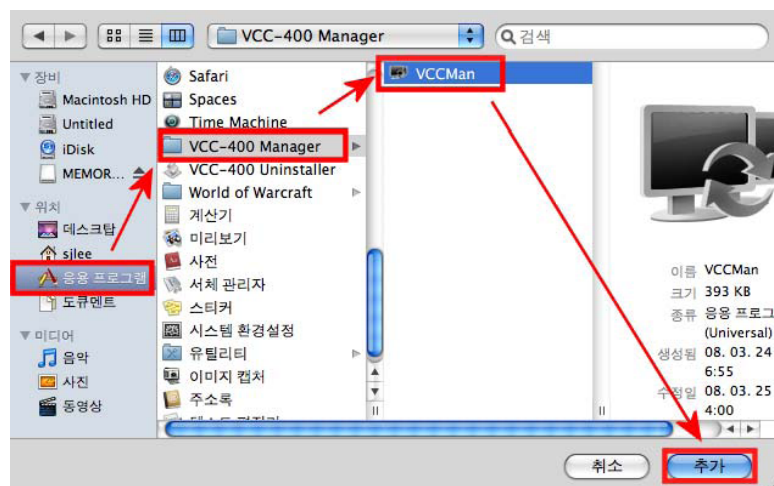 VCC-400 Manager
검색
장비
Macintosh HD
Untitled
iDisk
MEMOR...
위치
데스크탑
sjlee
응용 프로그램
도큐멘트
미디어
음악
사진
동영상
Safari
Spaces
Time Machine
VCC-400 Manager
VCC-400 Uninstaller
World of Warcraft
계산기
미리보기
사전
서체 관리자
스티커
시스템 환경설정
유틸리티
이미지 캡처
주소록
VCCMan
이름 VCCMan
크기 393 KB
종류 응용 프로그
(Universal)
생성된 08. 03. 24
6:55
수정일 08. 03. 25
4:00
취소
추가